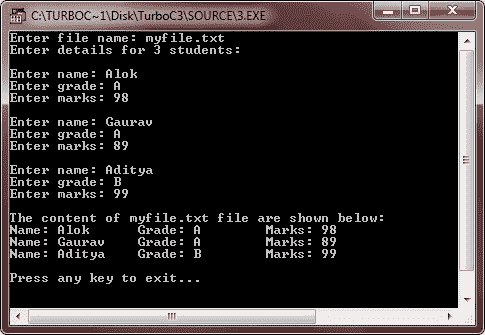 C:\TURBOC~1\Disk\TurboC3\SOURCE\3.EXE
Enter file name: myfile.txt
Enter details for 3 students:
Enter name: Alok
Enter grade: A
Enter marks: 98
Enter name: Gaurav
Enter grade: A
Enter marks: 89
Enter name: Aditya
Enter grade: B
Enter marks: 99
The content of myfile.txt file are shown below:
Name: Alok Grade: A Marks: 98
Name: Gaurav Grade: A Marks: 89
Name: Aditya Grade: B Marks: 99
Press any key to exit...